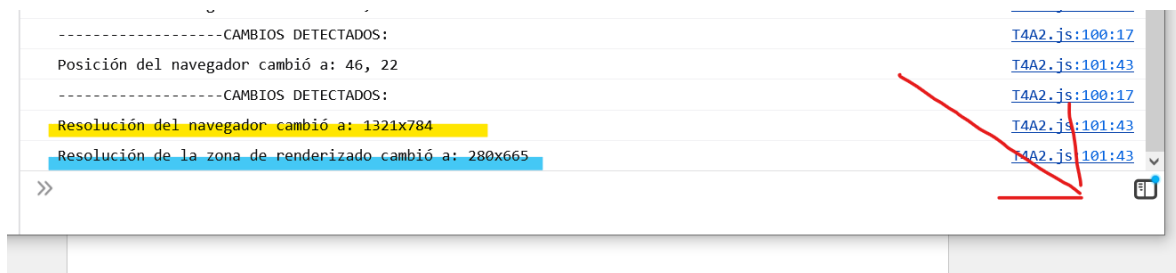 -------------------CAMBIOS DETECTADOS: T4A2.js:100:17
Posición del navegador cambió a: 46, 22 T4A2.js:101:43
-------------------CAMBIOS DETECTADOS: T4A2.js:100:17
Resolución del navegador cambió a: 1321x784 T4A2.js:101:43
Resolución de la zona de renderizado cambió a: 280x665 T4A2.js:101:43